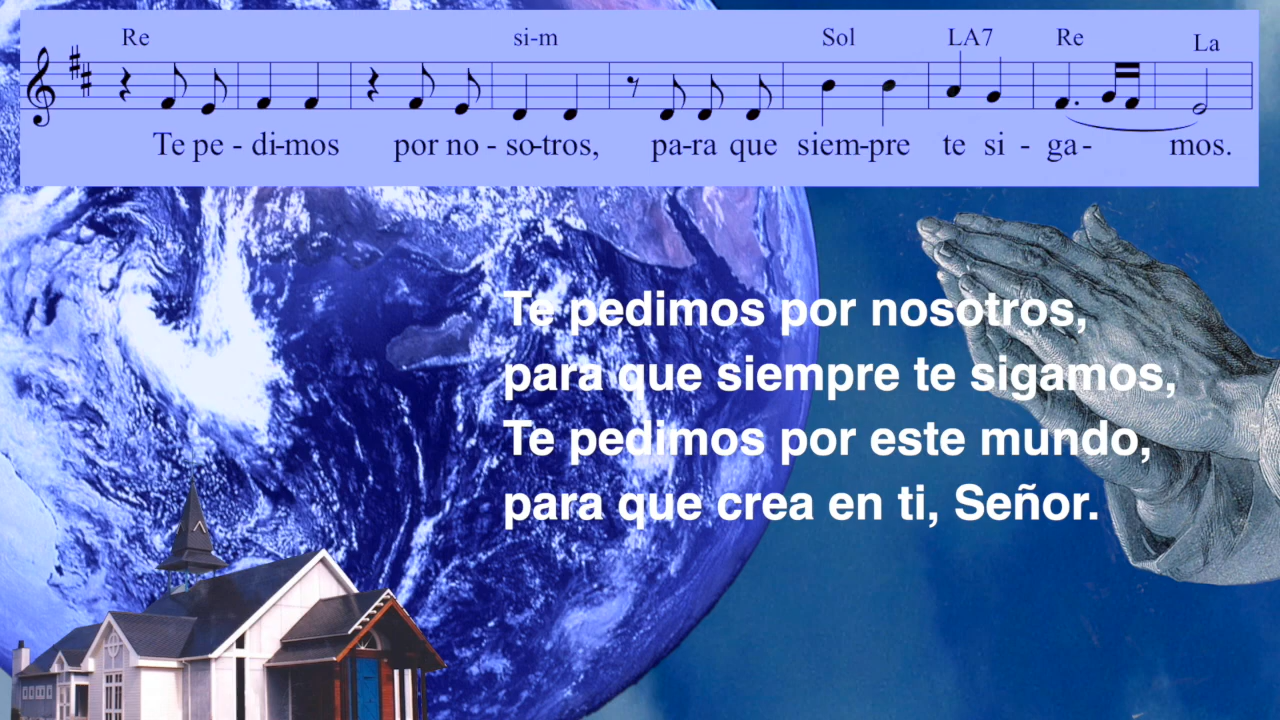 Re si-m Sol LA7 Re La
Te pe - di-mos por no - so-tros, pa-ra que siem-pre te si - ga- mos.
Te pedimos por nosotros,
para que siempre te sigamos,
Te pedimos por este mundo,
para que crea en ti, Señor.